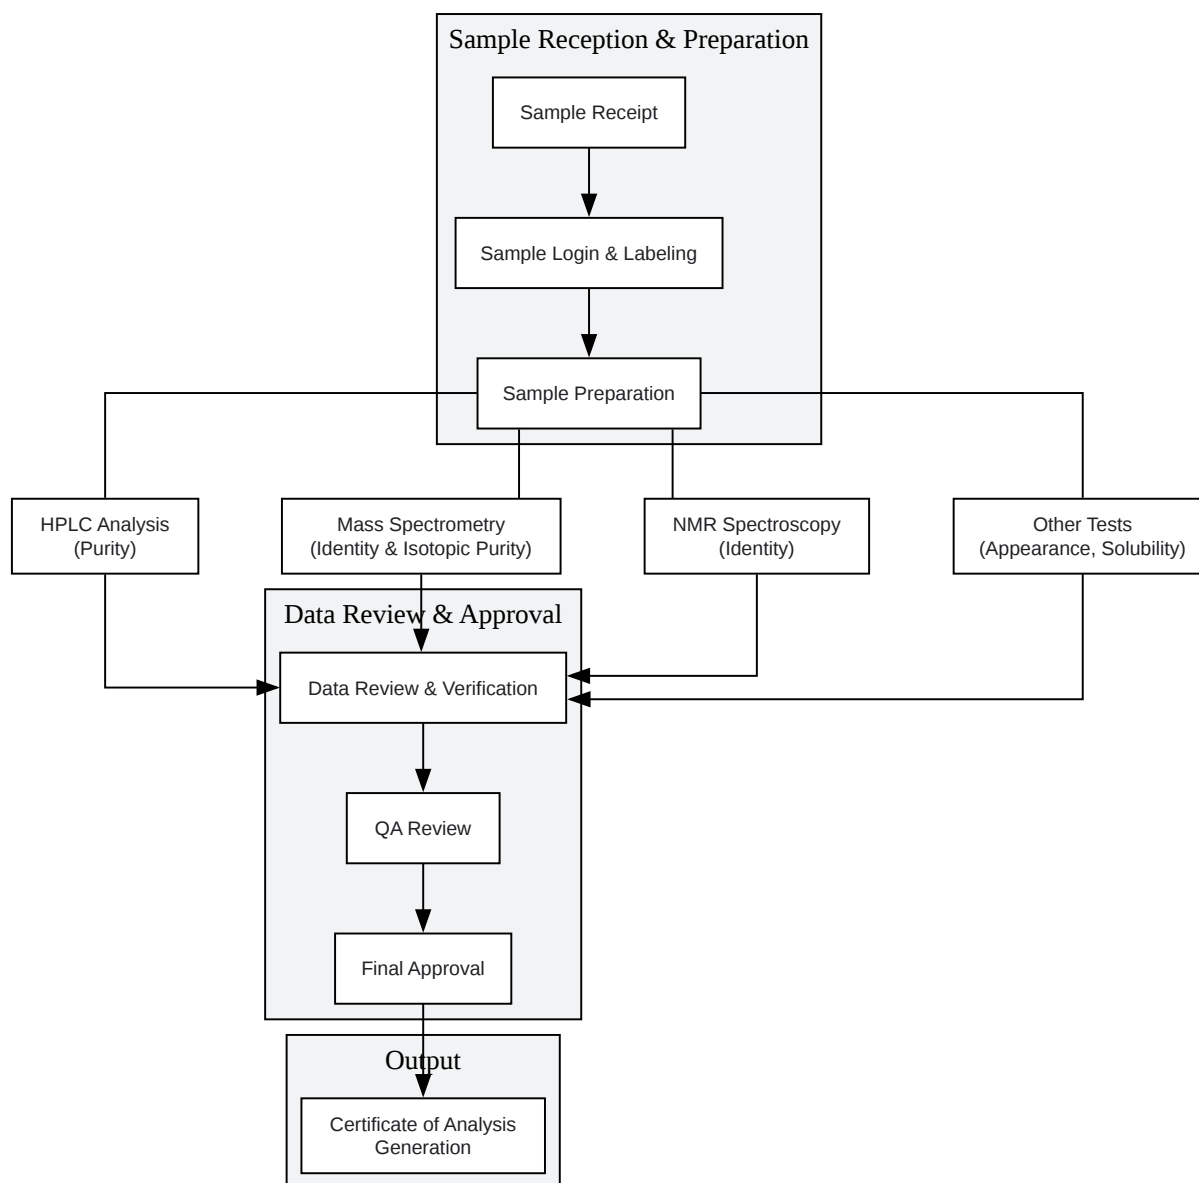 Sample Reception & Preparation
Sample Receipt
Sample Login & Labeling
Sample Preparation
HPLC Analysis
(Purity)
Mass Spectrometry
(Identity & Isotopic Purity)
NMR Spectroscopy
(Identity)
Other Tests
(Appearance, Solubility)
Data Review & Approval
Data Review & Verification
QA Review
Final Approval
Output
Certificate of Analysis
Generation